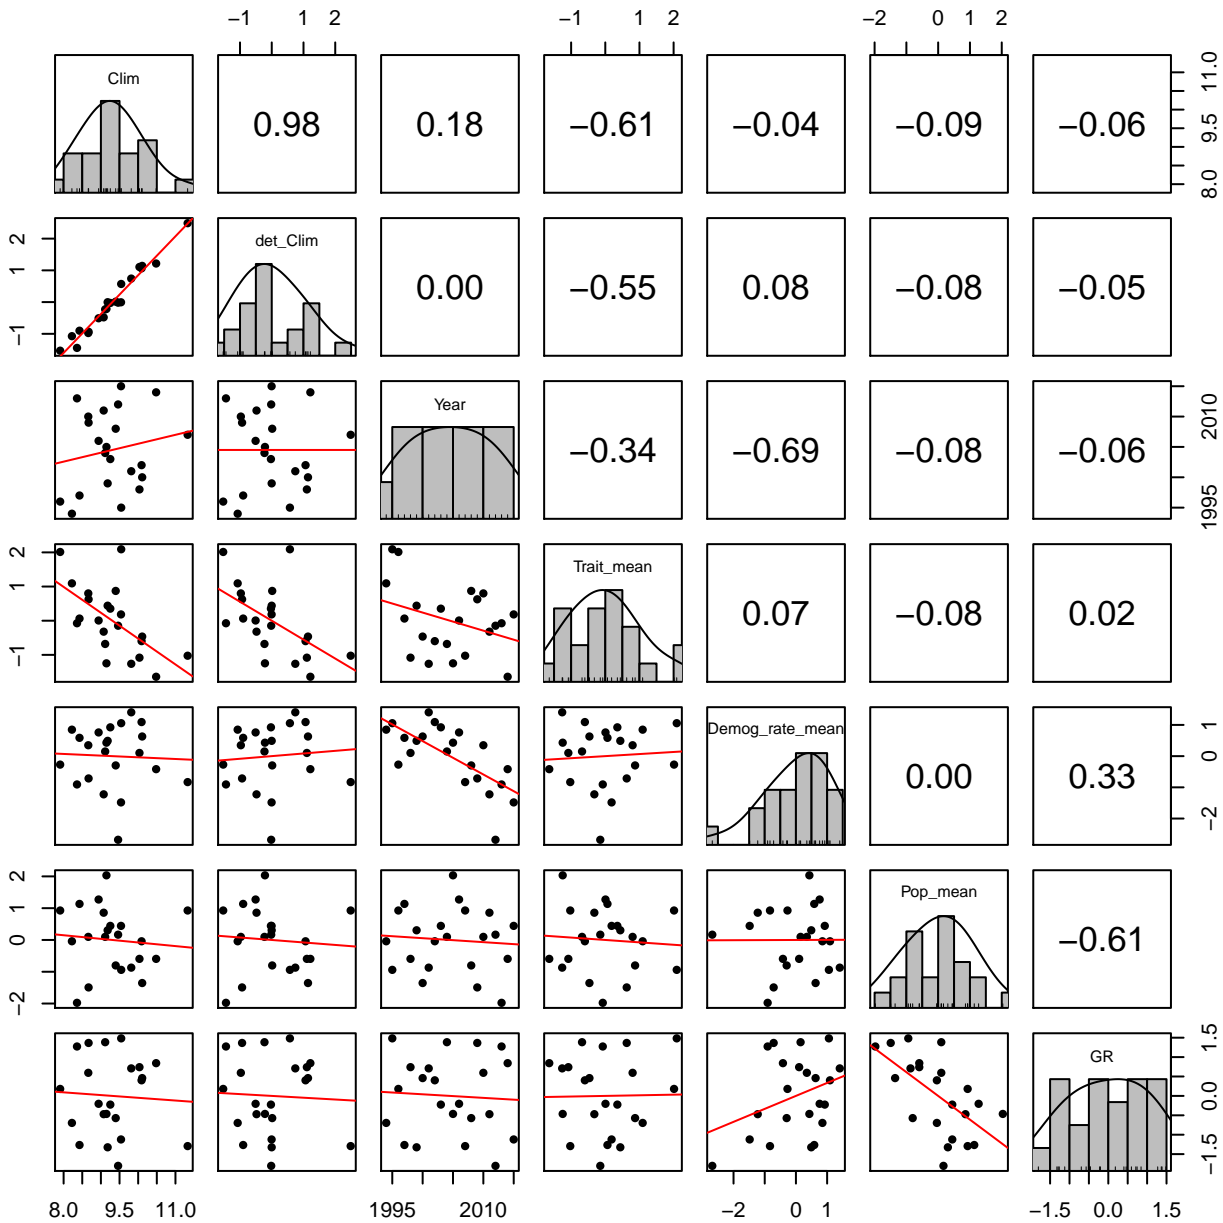 −1 1 2 −1 1 2 −2 0 2
Clim
0.98 0.18 −0.61 −0.04 −0.09 −0.06
8.0 9.5 11.0
−1 1 2
det_Clim
0.00 −0.55 0.08 −0.08 −0.05
Year
−0.34 −0.69 −0.08 −0.06
1995 2010
−1 1 2
Trait_mean
0.07 −0.08 0.02
Demog_rate_mean
0.00 0.33
−2 0 1
−2 0 1 2
Pop_mean
−0.61
GR
−1.5 0.0 1.5
8.0 9.5 11.0 1995 2010 −2 0 1 −1.5 0.0 1.5